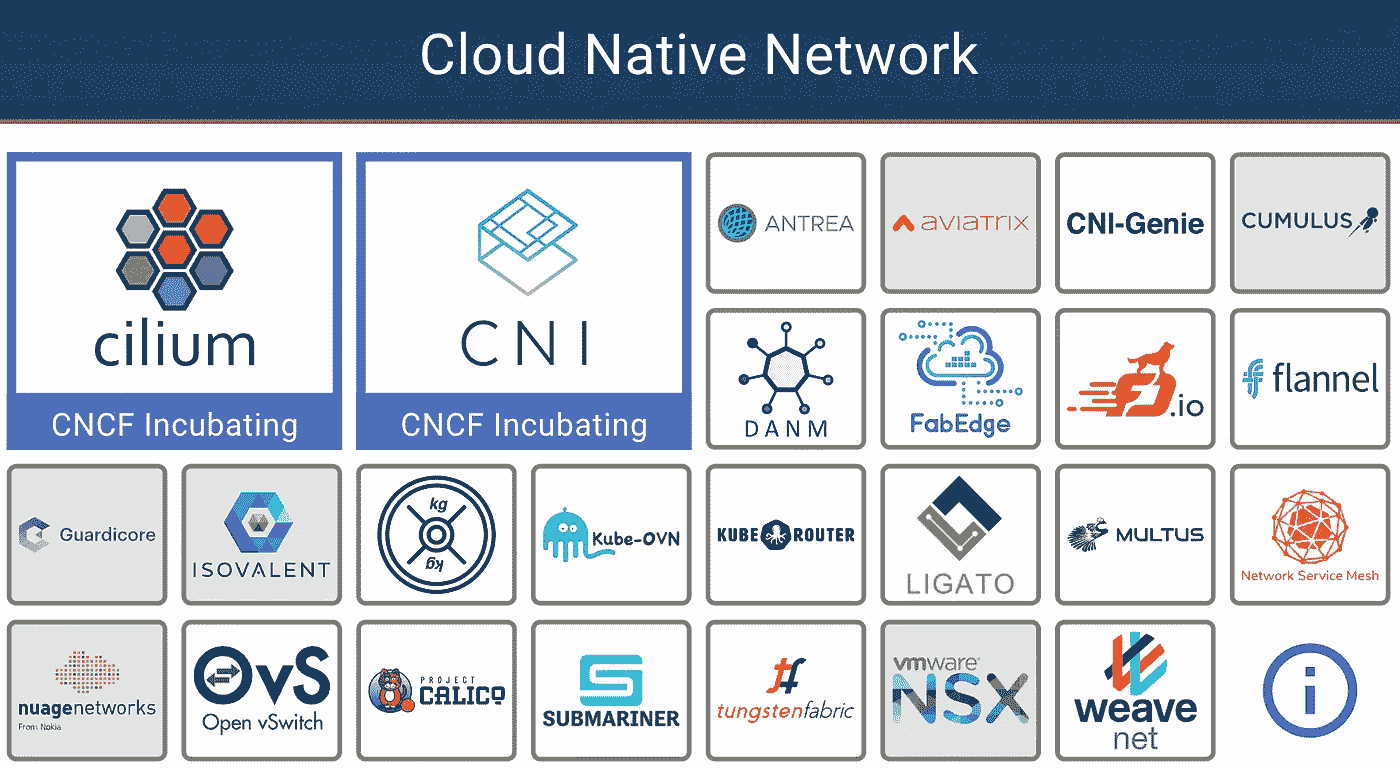 Cloud Native Network
cilium
CNCF Incubating
CNI
CNCF Incubating
ANTREA
aviatrix
CNI-Genie
CUMULUS
DANM
FabEdge
FD.io
flannel
Guardicore
ISOVALENT
kg
kg
Kube-OVN
KUBE ROUTER
LIGATO
MULTUS
Network Service Mesh
nuagenetworks
From Nokia
OvS
Open vSwitch
PROJECT
CALICO
SUBMARINER
tf
tungstenfabric
vmware
NSX
weave
net
i